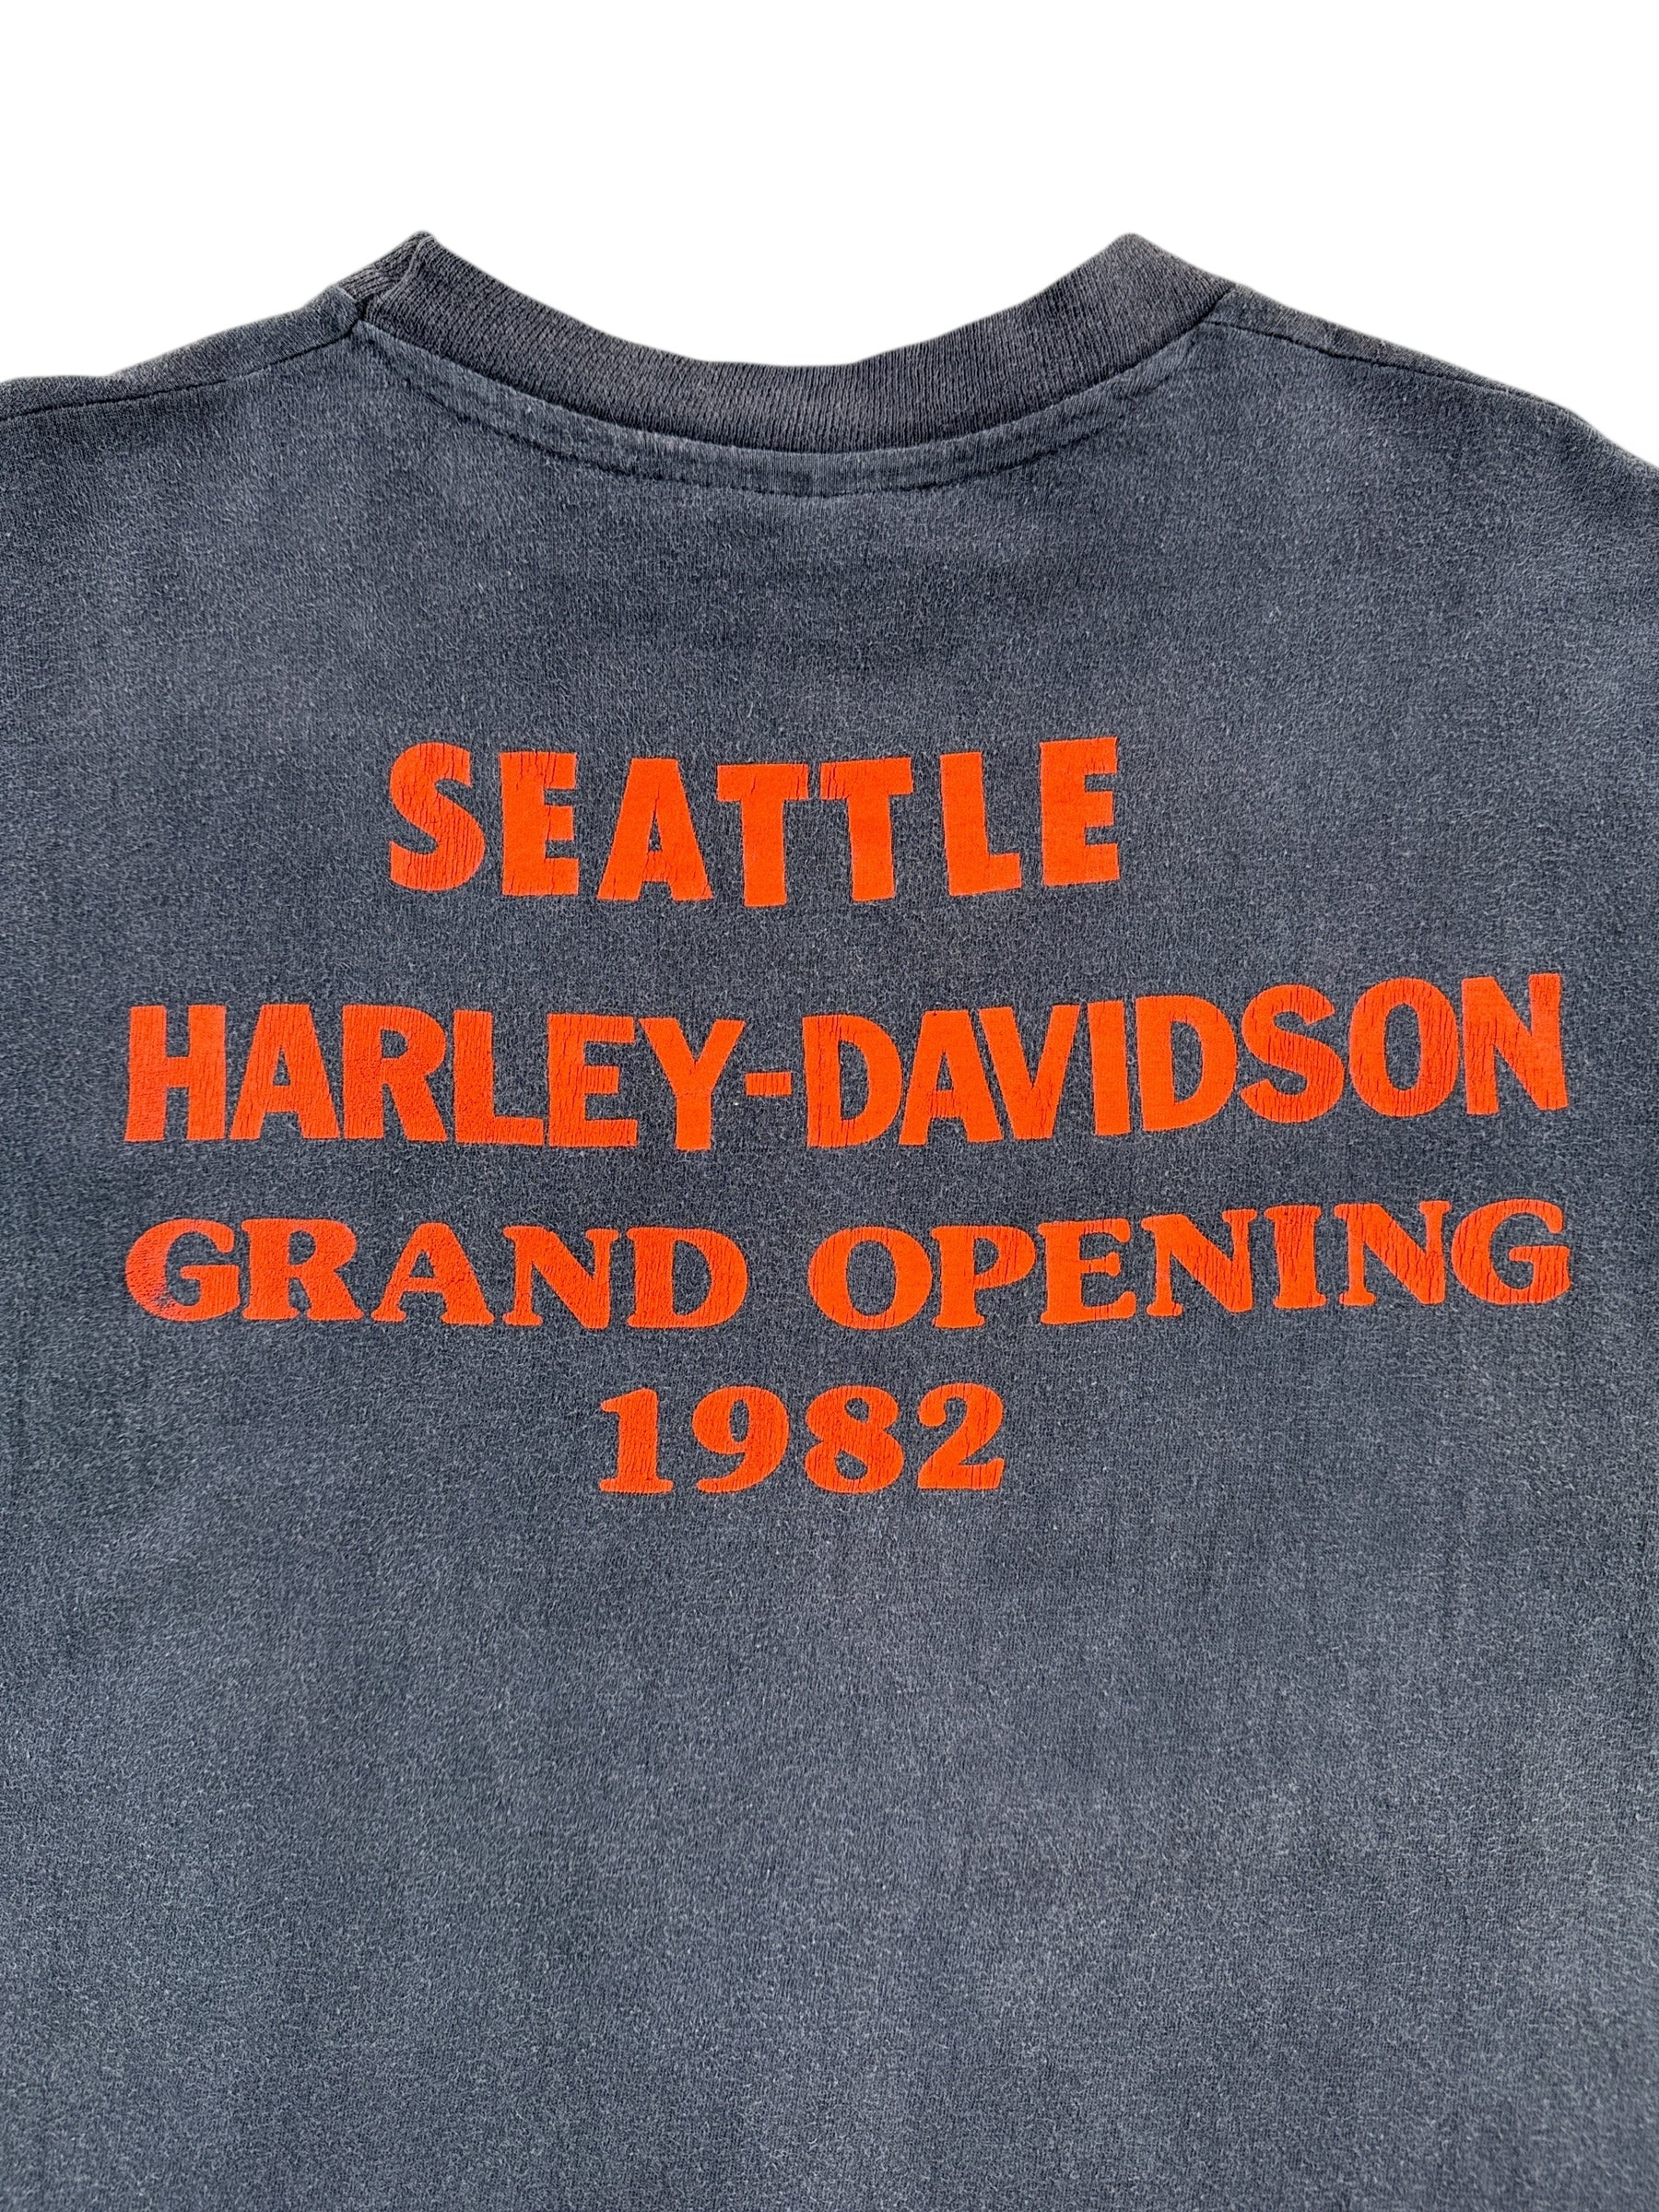 SEATTLE
HARLEY-DAVIDSON
GRAND OPENING
1982